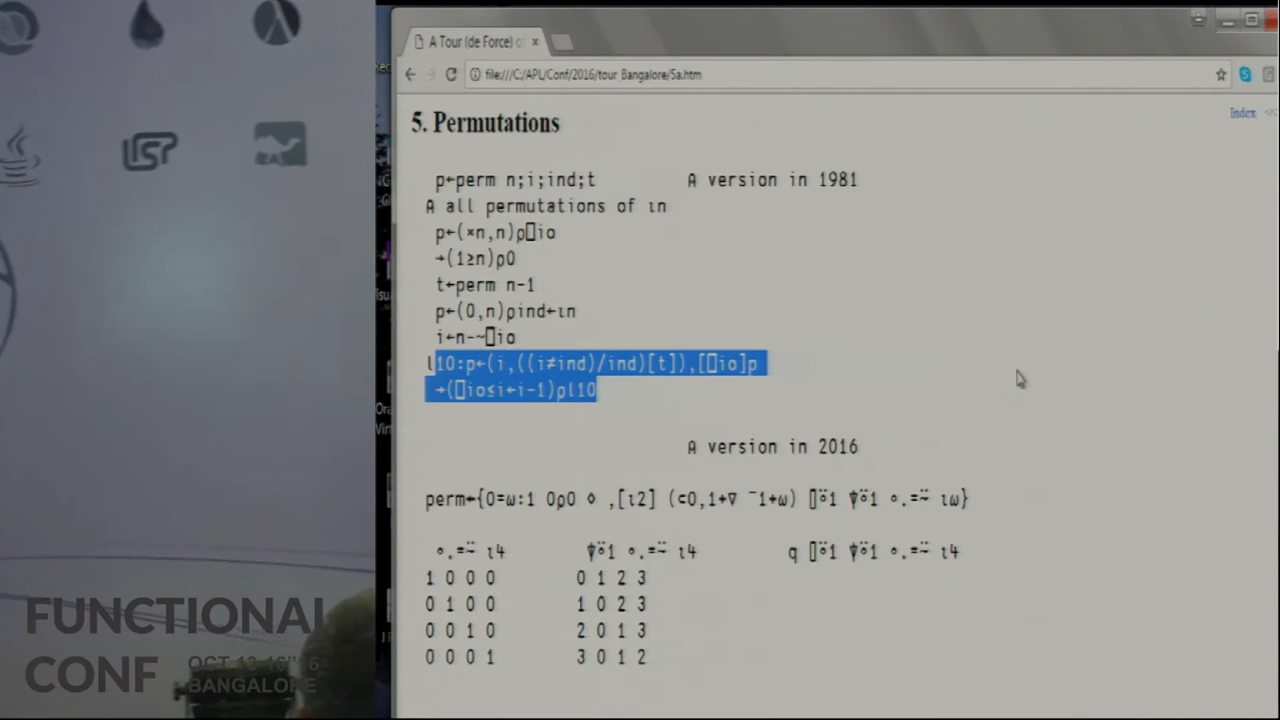 A Tour (de Force) of
file:///C:/APL/Conf/2016/tour Bangalore/5a.htm
5. Permutations
Index <<
p←perm n;i;ind;t ⍝ version in 1981
⍝ all permutations of ⍳n
p←(×n,n)⍴⎕io
→(1≥n)⍴0
t←perm n-1
p←(0,n)⍴ind←⍳n
i←n-~⎕io
l10:p←(i,((i≠ind)/ind)[t]),[⎕io]p
→(⎕io≤i←i-1)⍴l10
⍝ version in 2016
perm←{0=⍵:1 0⍴0 ⋄ ,[⍳2] (⊂0,1+∇ ¯1+⍵) ⌷⍤1 ⍒⍤1 ∘.=⍨ ⍳⍵}
∘.=⍨ ⍳4 ⍒⍤1 ∘.=⍨ ⍳4 q ⌷⍤1 ⍒⍤1 ∘.=⍨ ⍳4
1 0 0 0 0 1 2 3
0 1 0 0 1 0 2 3
0 0 1 0 2 0 1 3
0 0 0 1 3 0 1 2
LISP
FUNCTIONAL
CONF
BANGALORE